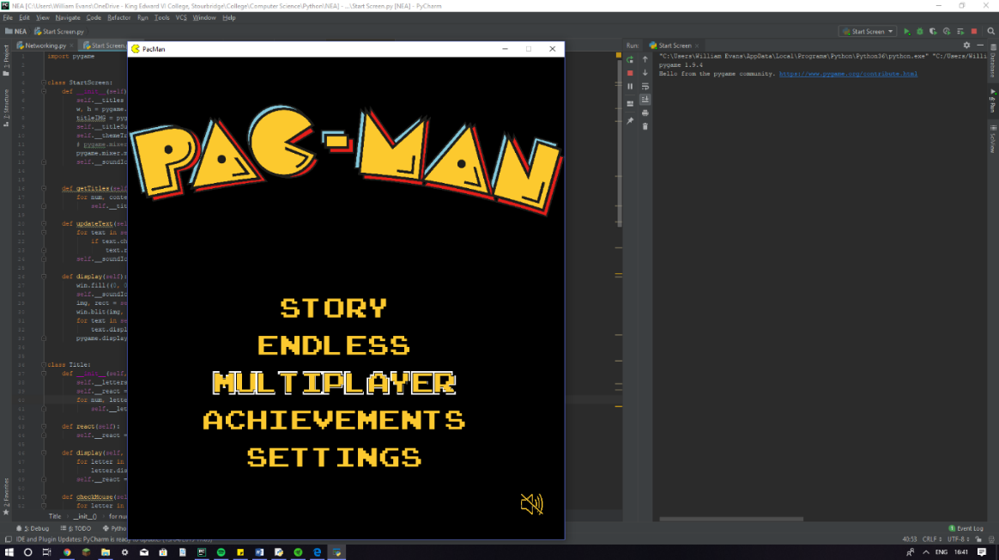 NEA [C:\Users\William Evans\OneDrive - King Edward VI College, Stourbridge\College\Computer Science\Python\NEA] - ...\Start Screen.py [NEA] - PyCharm
File Edit View Navigate Code Refactor Run Tools VCS Window Help
NEA Start Screen.py
Start Screen
Networking.py
Start Screen
PacMan
Run: Start Screen
import pygame
"C:\Users\William Evans\AppData\Local\Programs\Python\Python36\python.exe" "C:/Users/Willi
pygame 1.9.4
Hello from the pygame community. https://www.pygame.org/contribute.html
class StartScreen:
def __init__(self)
self.__titles
w, h = pygame.
titleIMG = pyg
self.__titleSu
self.__themeTr
# pygame.mixer
pygame.mixer.m
self.__soundIc
def getTitles(self
for num, conte
self.__tit
def updateText(sel
for text in se
if text.ch
text.r
self.__soundIc
def display(self):
win.fill((0, 0
self.__soundIc
img, rect = se
win.blit(img,
for text in se
text.displ
pygame.display
class Title:
def __init__(self,
self.__letters
self.__react =
for num, lette
self.__let
def react(self):
self.__react =
def display(self,
for letter in
letter.dis
self.__react =
def checkMouse(sel
for letter in
PAC-MAN
STORY
ENDLESS
MULTIPLAYER
ACHIEVEMENTS
SETTINGS
1: Project
7: Structure
2: Favorites
Database
4: Run
SciView
Title __init__() for num
5: Debug 6: TODO Pytho
Event Log
IDE and Plugin Updates: PyCharm is ready to
40:53 CRLF UTF-8
ENG 16:41